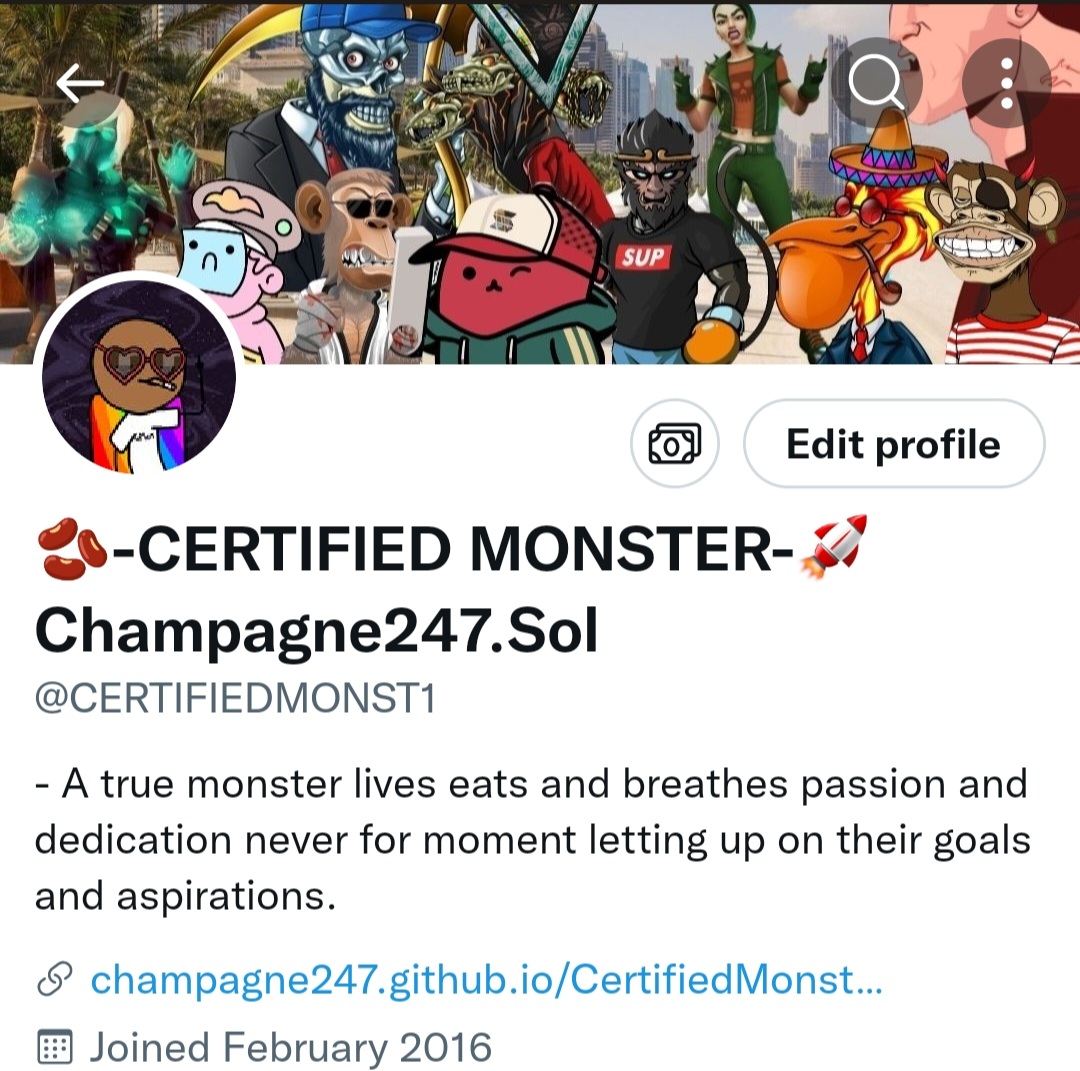 SUP
Edit profile
🫘-CERTIFIED MONSTER-🚀
Champagne247.Sol
@CERTIFIEDMONST1
- A true monster lives eats and breathes passion and
dedication never for moment letting up on their goals
and aspirations.
champagne247.github.io/CertifiedMonst...
Joined February 2016